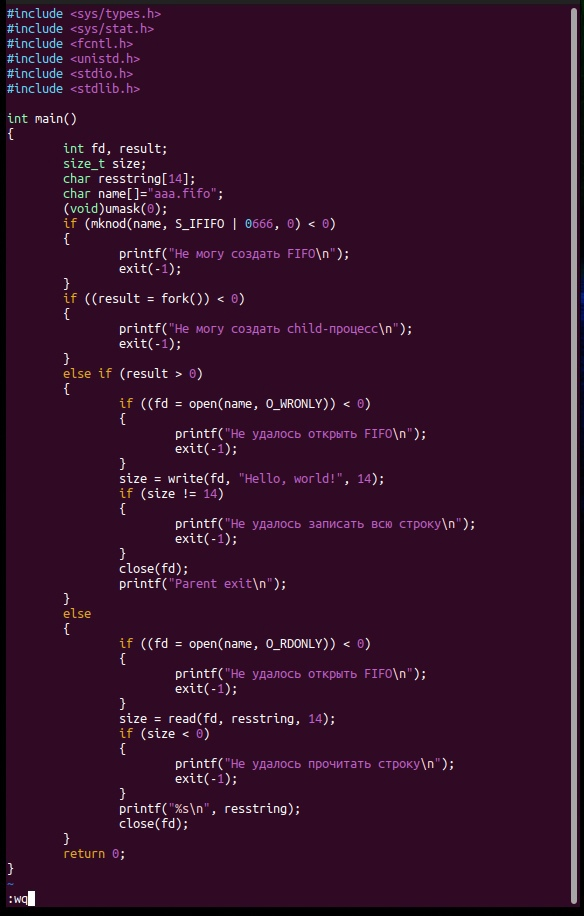 #include <sys/types.h>
#include <sys/stat.h>
#include <fcntl.h>
#include <unistd.h>
#include <stdio.h>
#include <stdlib.h>

int main()
{
        int fd, result;
        size_t size;
        char resstring[14];
        char name[]="aaa.fifo";
        (void)umask(0);
        if (mknod(name, S_IFIFO | 0666, 0) < 0)
        {
                printf("Не могу создать FIFO\n");
                exit(-1);
        }
        if ((result = fork()) < 0)
        {
                printf("Не могу создать child-процесс\n");
                exit(-1);
        }
        else if (result > 0)
        {
                if ((fd = open(name, O_WRONLY)) < 0)
                {
                        printf("Не удалось открыть FIFO\n");
                        exit(-1);
                }
                size = write(fd, "Hello, world!", 14);
                if (size != 14)
                {
                        printf("Не удалось записать всю строку\n");
                        exit(-1);
                }
                close(fd);
                printf("Parent exit\n");
        }
        else
        {
                if ((fd = open(name, O_RDONLY)) < 0)
                {
                        printf("Не удалось открыть FIFO\n");
                        exit(-1);
                }
                size = read(fd, resstring, 14);
                if (size < 0)
                {
                        printf("Не удалось прочитать строку\n");
                        exit(-1);
                }
                printf("%s\n", resstring);
                close(fd);
        }
        return 0;
}
~
:wq